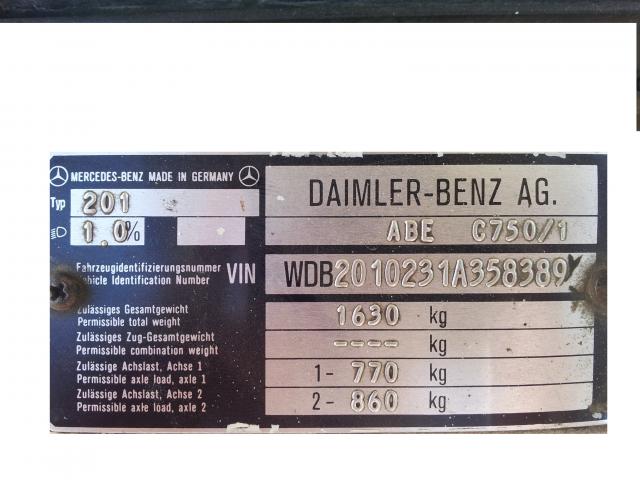 MERCEDES-BENZ MADE IN GERMANY
Typ 201
1.0%
DAIMLER-BENZ AG.
ABE C750/1
Fahrzeugidentifizierungsnummer
Vehicle Identification Number
VIN WDB2010231A358389
Zulässiges Gesamtgewicht
Permissible total weight
1630 kg
Zulässiges Zug-Gesamtgewicht
Permissible combination weight
---- kg
Zulässige Achslast, Achse 1
Permissible axle load, axle 1
1- 770 kg
Zulässige Achslast, Achse 2
Permissible axle load, axle 2
2- 860 kg